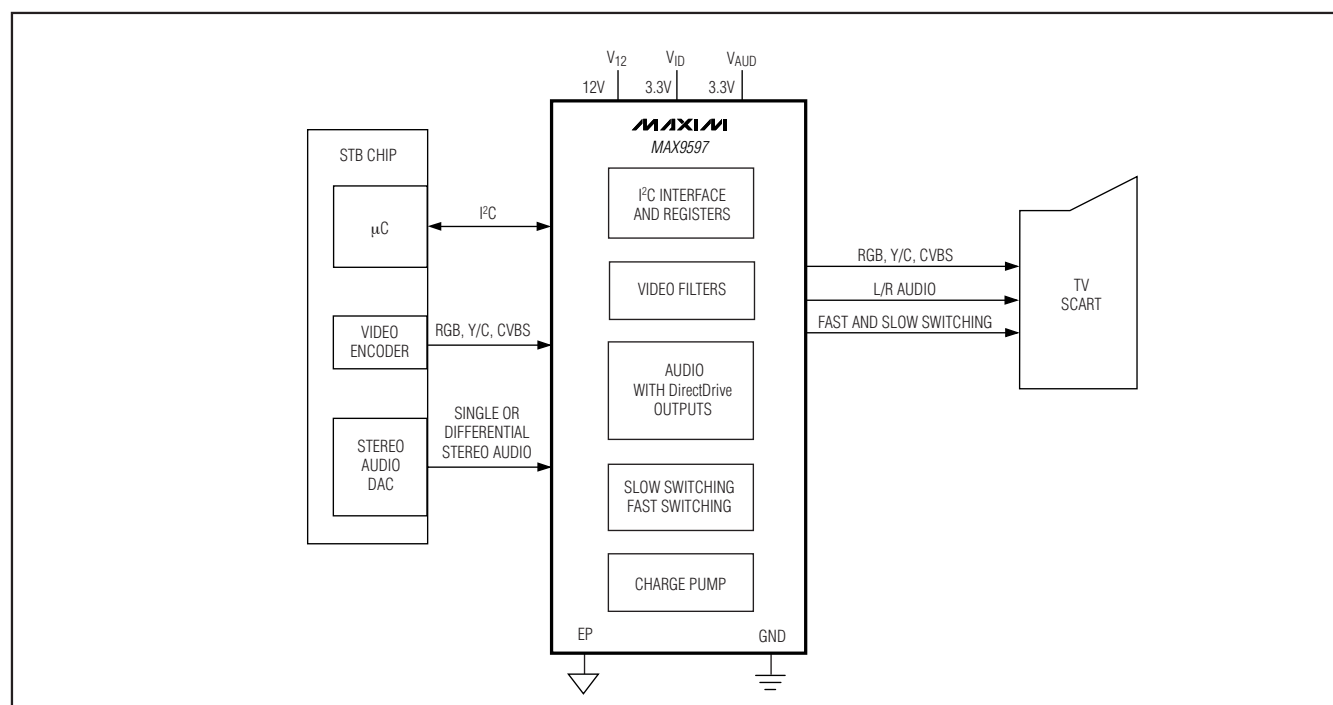 V12
VID
VAUD
12V
3.3V
3.3V
MAXIM
MAX9597
STB CHIP
µC
I²C
I²C INTERFACE
AND REGISTERS
VIDEO FILTERS
VIDEO
ENCODER
RGB, Y/C, CVBS
AUDIO
WITH DirectDrive
OUTPUTS
STEREO
AUDIO
DAC
SINGLE OR
DIFFERENTIAL
STEREO AUDIO
SLOW SWITCHING
FAST SWITCHING
CHARGE PUMP
EP
GND
RGB, Y/C, CVBS
L/R AUDIO
FAST AND SLOW SWITCHING
TV
SCART